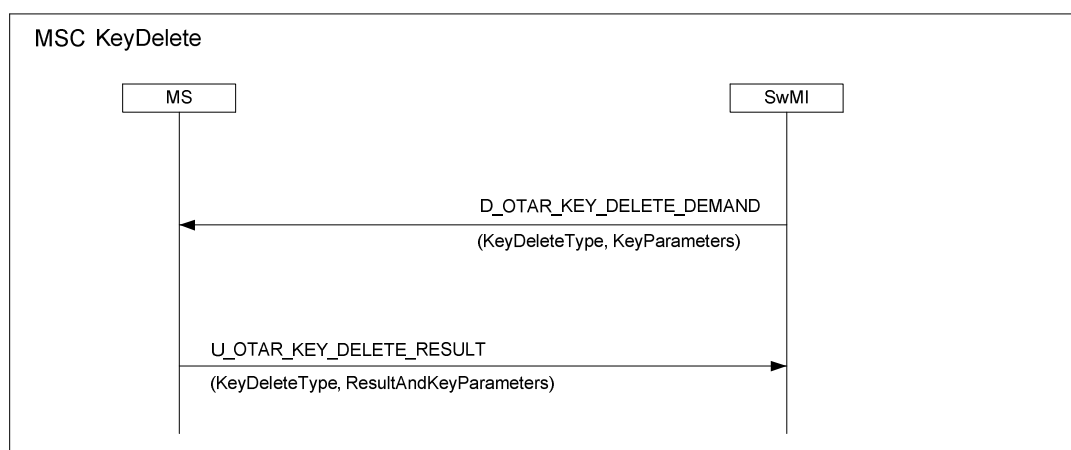 MSC KeyDelete
MS
SwMI
D_OTAR_KEY_DELETE_DEMAND
(KeyDeleteType, KeyParameters)
U_OTAR_KEY_DELETE_RESULT
(KeyDeleteType, ResultAndKeyParameters)